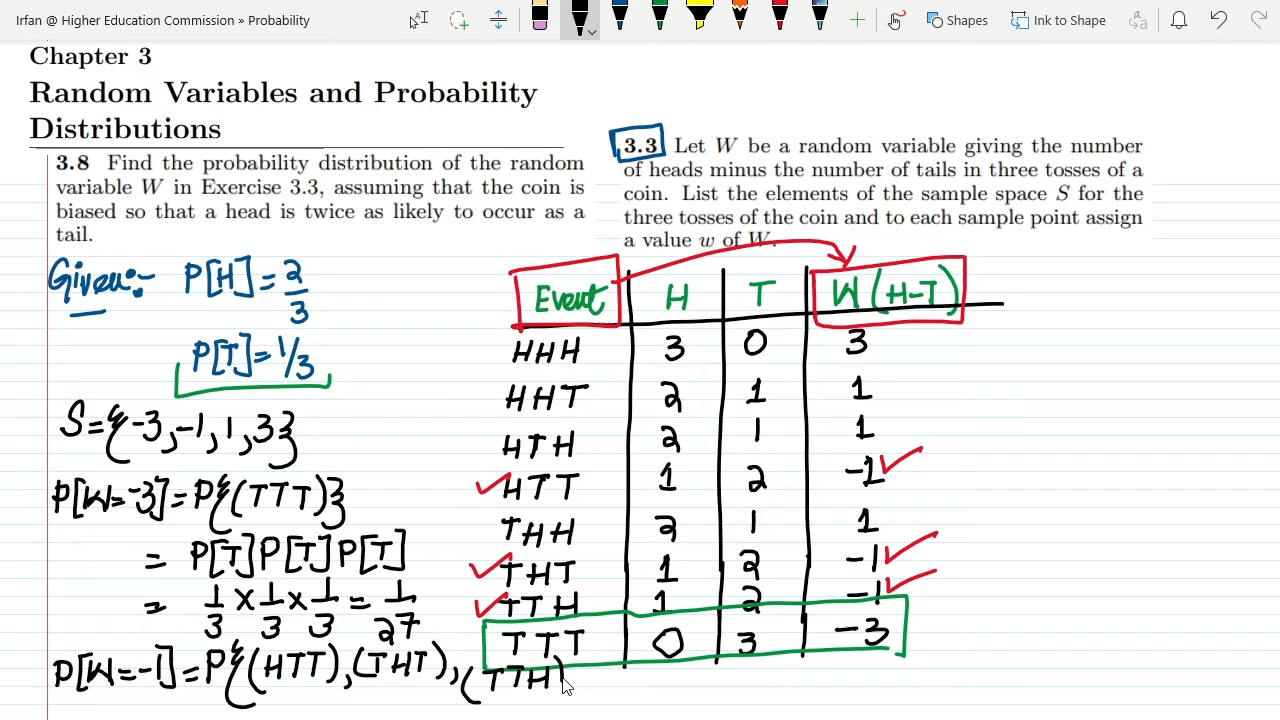 Irfan @ Higher Education Commission » Probability
Shapes
Ink to Shape
Chapter 3
Random Variables and Probability
Distributions
3.8 Find the probability distribution of the random
variable W in Exercise 3.3, assuming that the coin is
biased so that a head is twice as likely to occur as a
tail.
3.3 Let W be a random variable giving the number
of heads minus the number of tails in three tosses of a
coin. List the elements of the sample space S for the
three tosses of the coin and to each sample point assign
a value w of W.
Given:- P[H]=2/3
P[T]=1/3
S={-3,-1,1,3}
P[W=-3]=P{(TTT)}
= P[T]P[T]P[T]
= 1/3 × 1/3 × 1/3 = 1/27
P[W=-1]=P{(HTT),(THT),(TTH)
Event H T W(H-T)
HHH 3 0 3
HHT 2 1 1
HTH 2 1 1
HTT 1 2 -1
THH 2 1 1
THT 1 2 -1
TTH 1 2 -1
TTT 0 3 -3